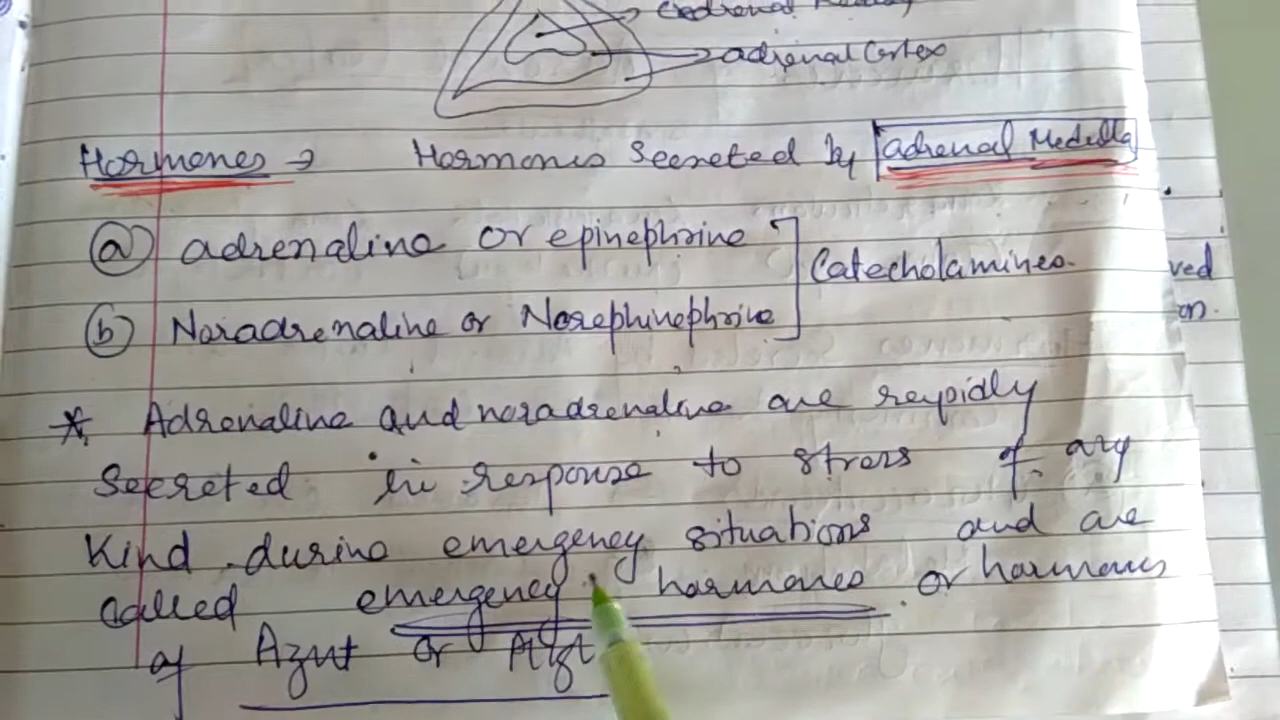 adrenal Cortex
Hormones → Hormones Secreted by adrenal Medulla
(a) adrenaline or epinephrine
Catecholamines.
(b) Noradrenaline or Norephinephrine
* Adrenaline and noradrenaline are reypidly
Secreted in response to stress of any
Kind during emergency situations and are
called emergency hormones or hormones
of
or
ved
on.